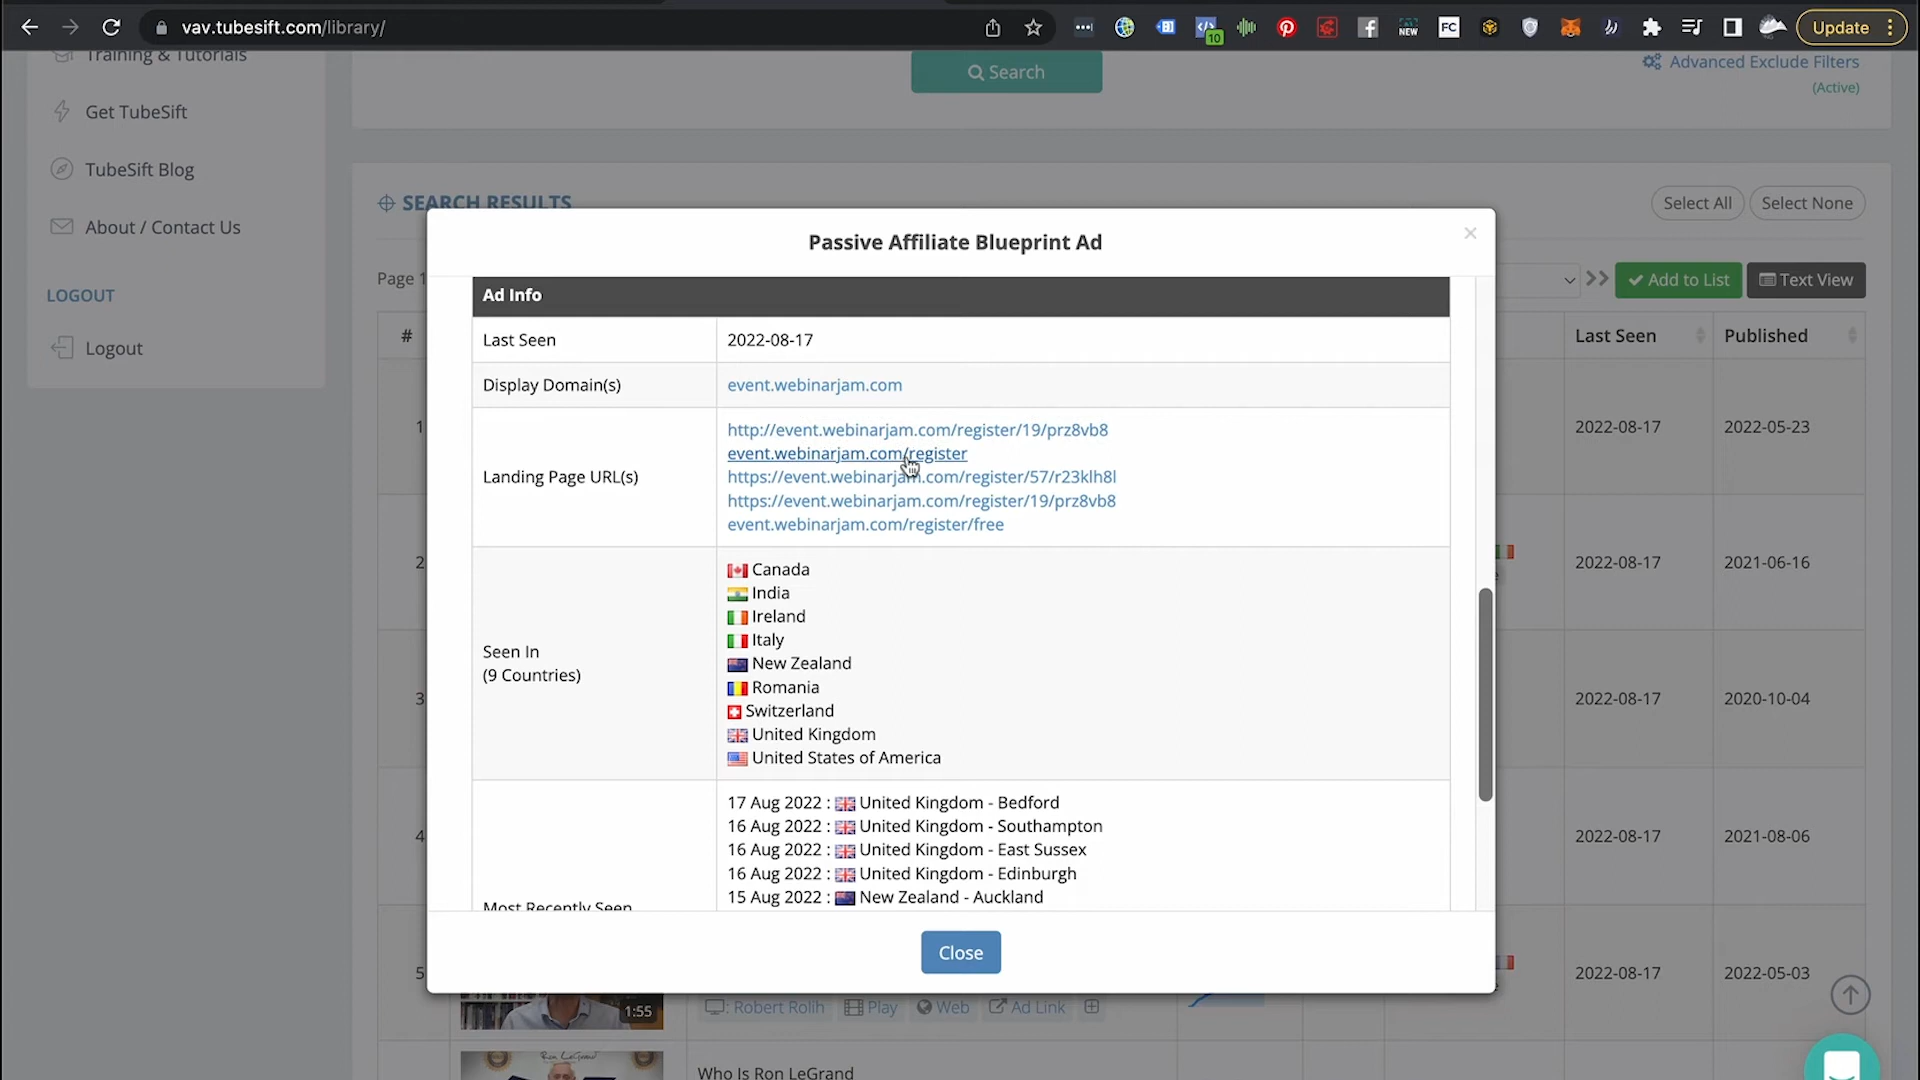 vav.tubesift.com/library/
10
NEW
FC
Update
Training & Tutorials
Get TubeSift
TubeSift Blog
About / Contact Us
LOGOUT
Logout
Search
Advanced Exclude Filters
(Active)
SEARCH RESULTS
Select All
Select None
Page 1
Add to List
Text View
#
Last Seen
Published
1
2022-08-17
2022-05-23
2
2022-08-17
2021-06-16
3
2022-08-17
2020-10-04
4
2022-08-17
2021-08-06
5
2022-08-17
2022-05-03
Passive Affiliate Blueprint Ad
×
Ad Info
Last Seen
2022-08-17
Display Domain(s)
event.webinarjam.com
Landing Page URL(s)
http://event.webinarjam.com/register/19/prz8vb8
event.webinarjam.com/register
https://event.webinarjam.com/register/57/r23klh8l
https://event.webinarjam.com/register/19/prz8vb8
event.webinarjam.com/register/free
Seen In
(9 Countries)
Canada
India
Ireland
Italy
New Zealand
Romania
Switzerland
United Kingdom
United States of America
Most Recently Seen
17 Aug 2022 : United Kingdom - Bedford
16 Aug 2022 : United Kingdom - Southampton
16 Aug 2022 : United Kingdom - East Sussex
16 Aug 2022 : United Kingdom - Edinburgh
15 Aug 2022 : New Zealand - Auckland
Close
1:55
: Robert Rolih
Play
Web
Ad Link
Ron LeGrand
Who Is Ron LeGrand